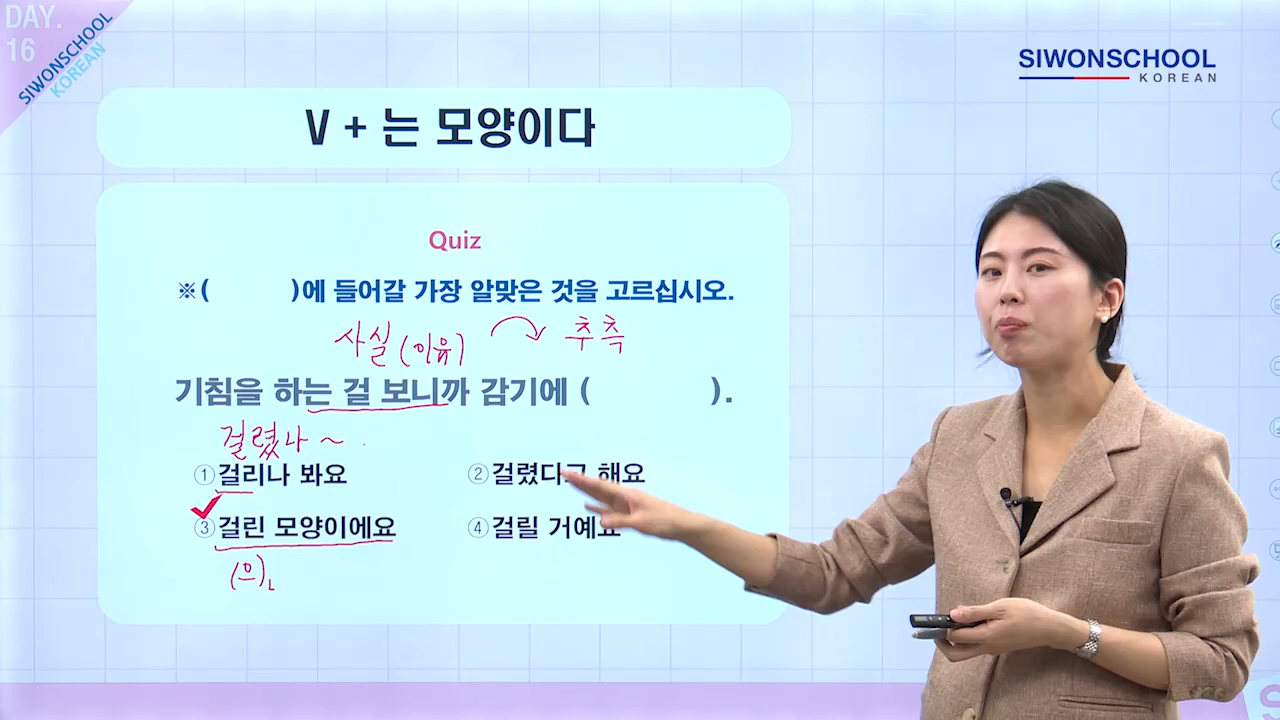 DAY.
16
SIWONSCHOOL
KOREAN
SIWONSCHOOL
KOREAN
V + 는 모양이다
Quiz
※( )에 들어갈 가장 알맞은 것을 고르십시오.
사실 (이유) 추측
기침을 하는 걸 보니까 감기에 ( ).
걸렸나 ~
①걸리나 봐요 ②걸렸다고 해요
③걸린 모양이에요 ④걸릴 거예요
(으)ㄴ